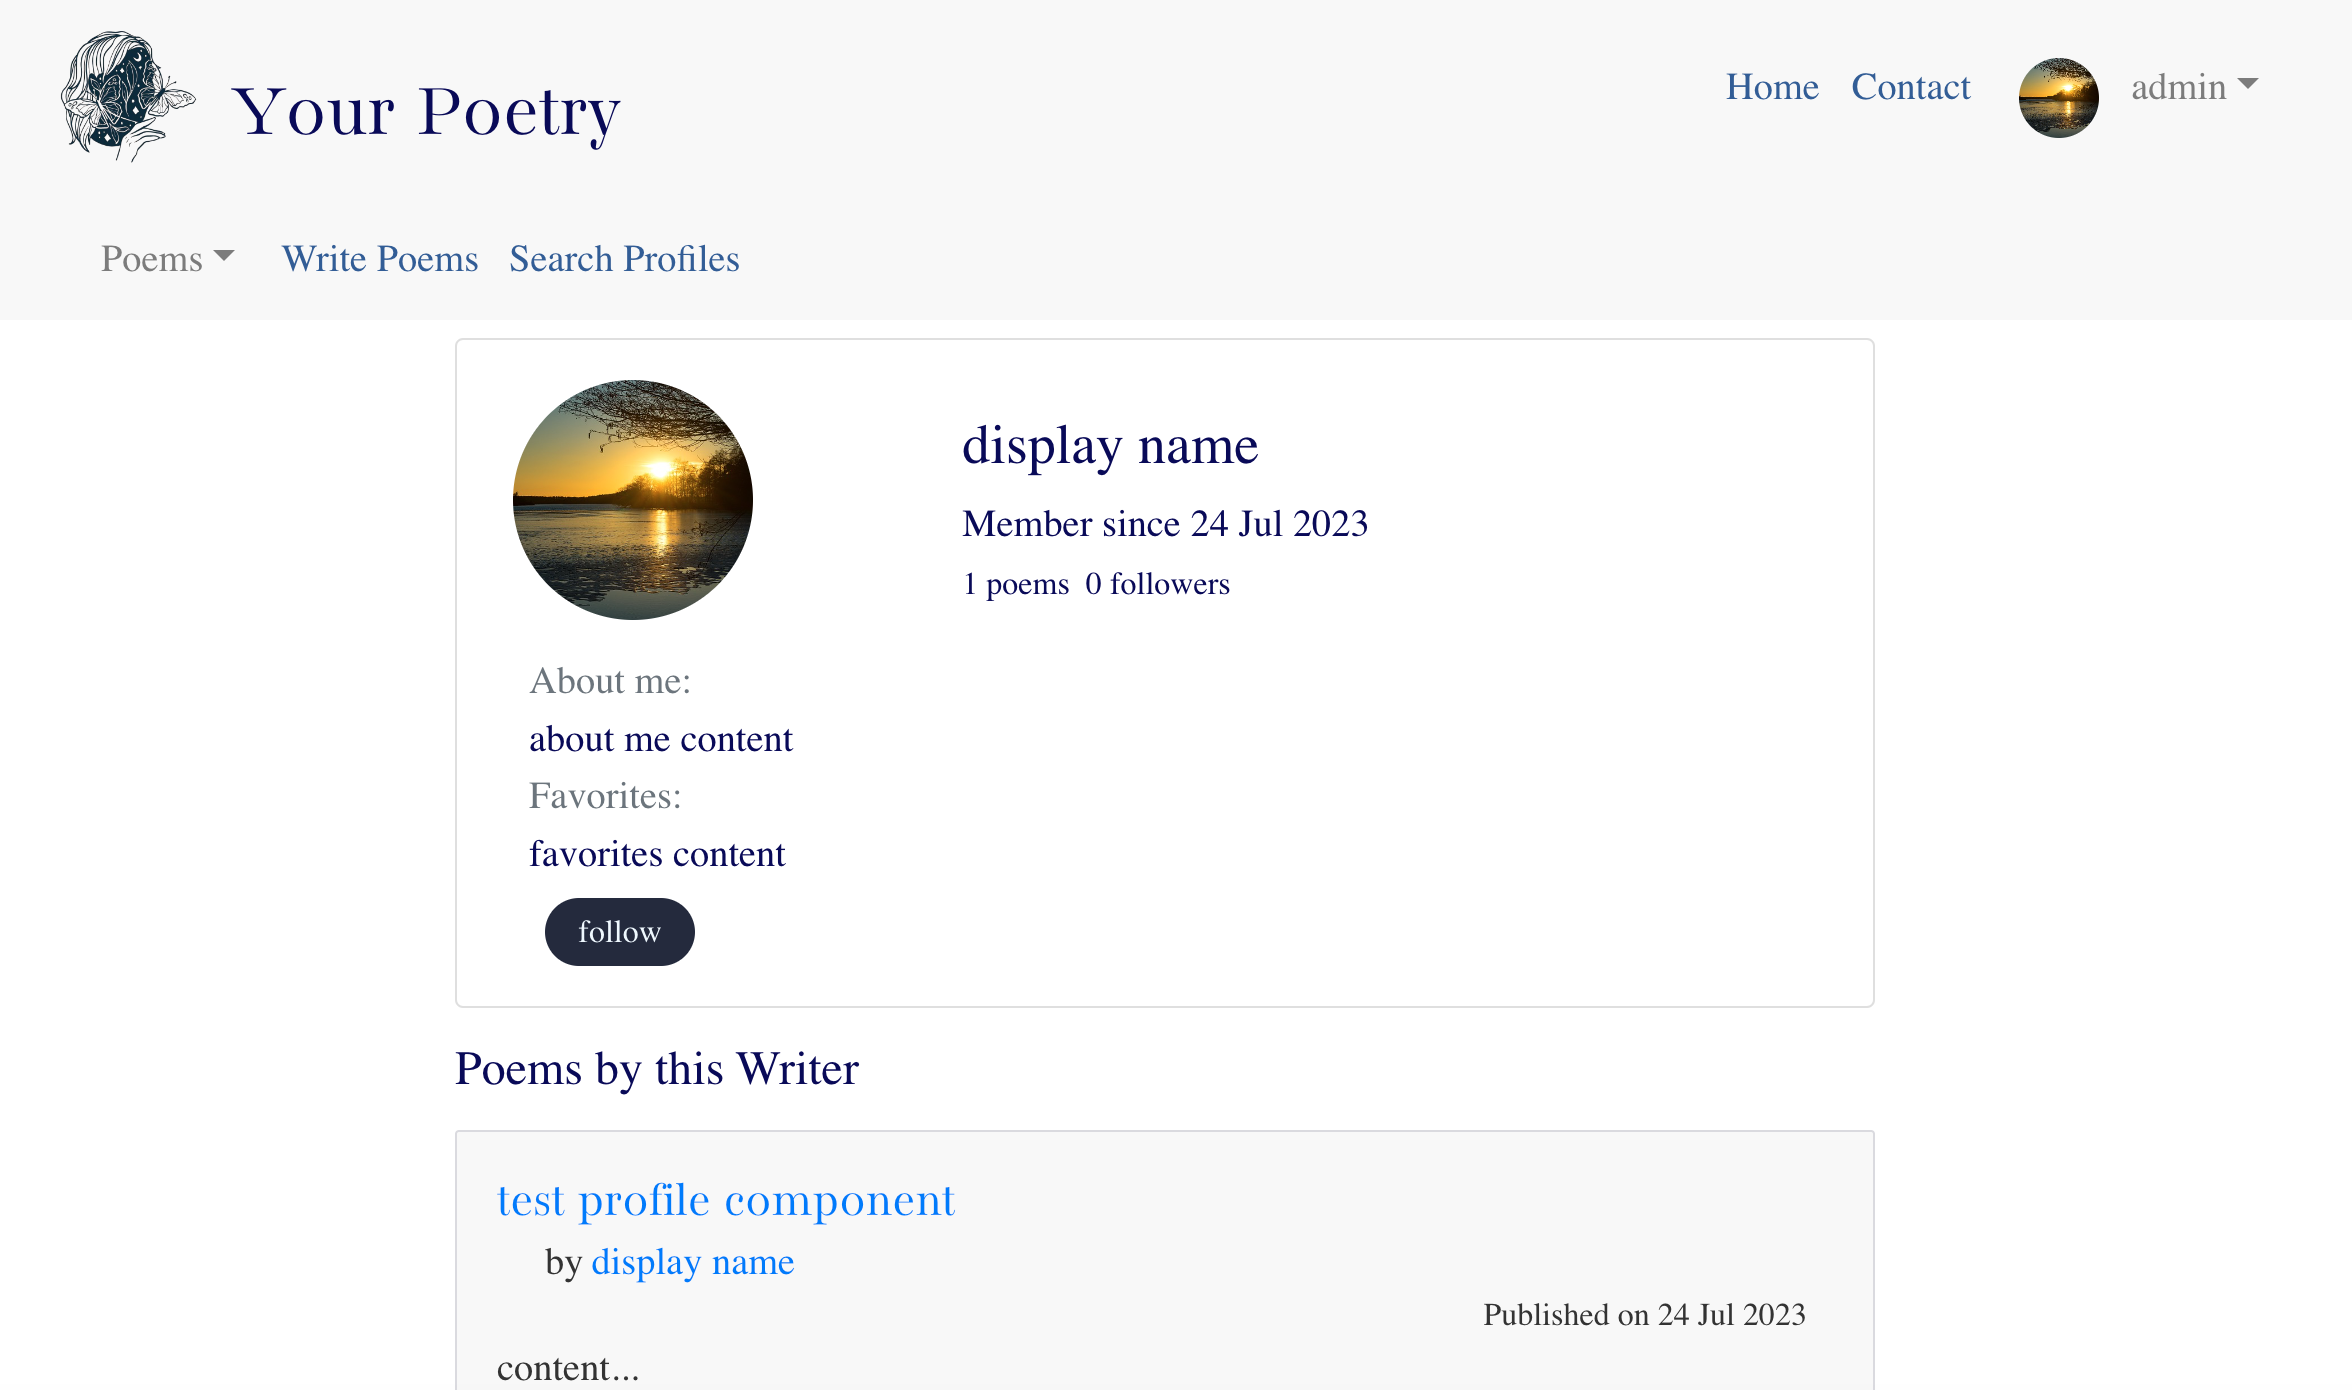 Your Poetry
Home Contact admin
Poems Write Poems Search Profiles
display name
Member since 24 Jul 2023
1 poems 0 followers
About me:
about me content
Favorites:
favorites content
follow
Poems by this Writer
test profile component
by display name
Published on 24 Jul 2023
content...